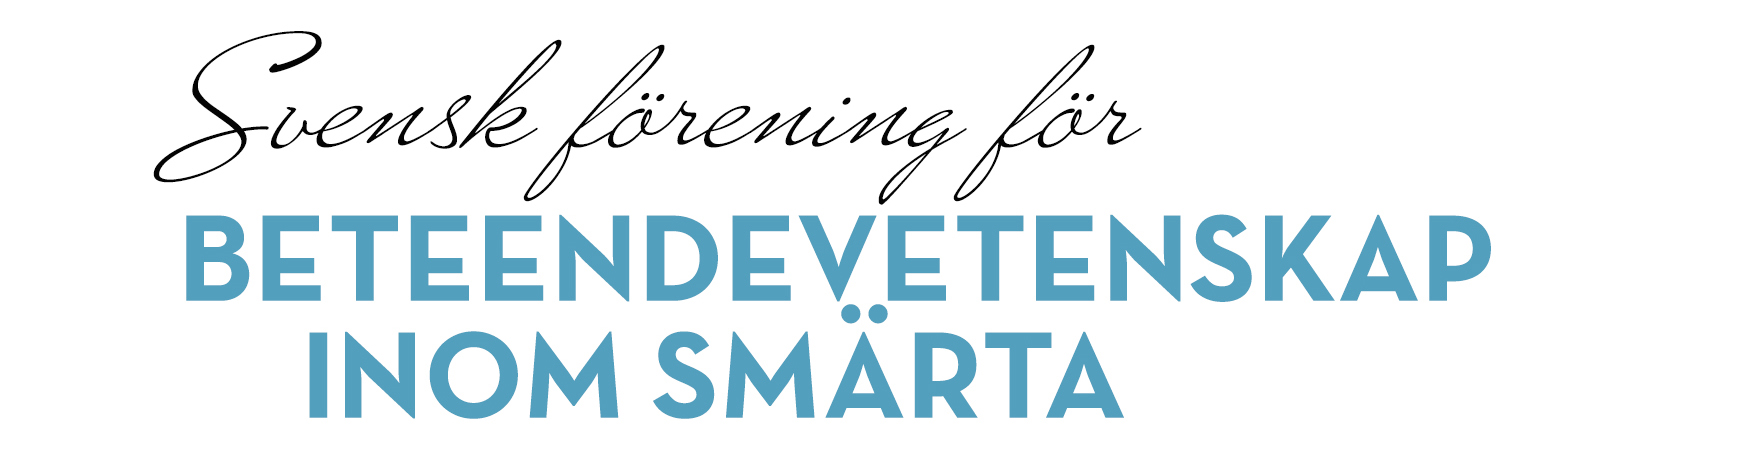 Svensk förening för
BETEENDEVETENSKAP
INOM SMÄRTA